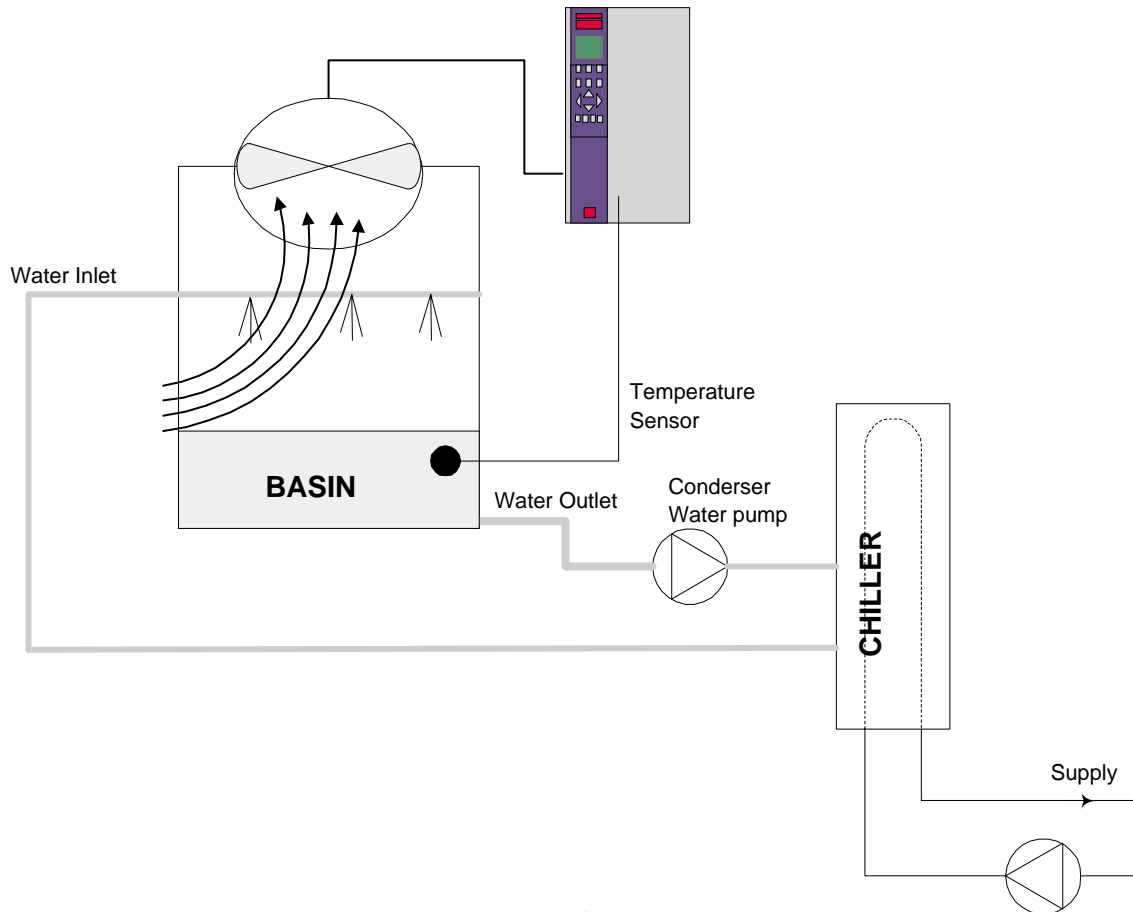 Water Inlet
Temperature
Sensor
BASIN
Water Outlet
Conderser
Water pump
CHILLER
Supply